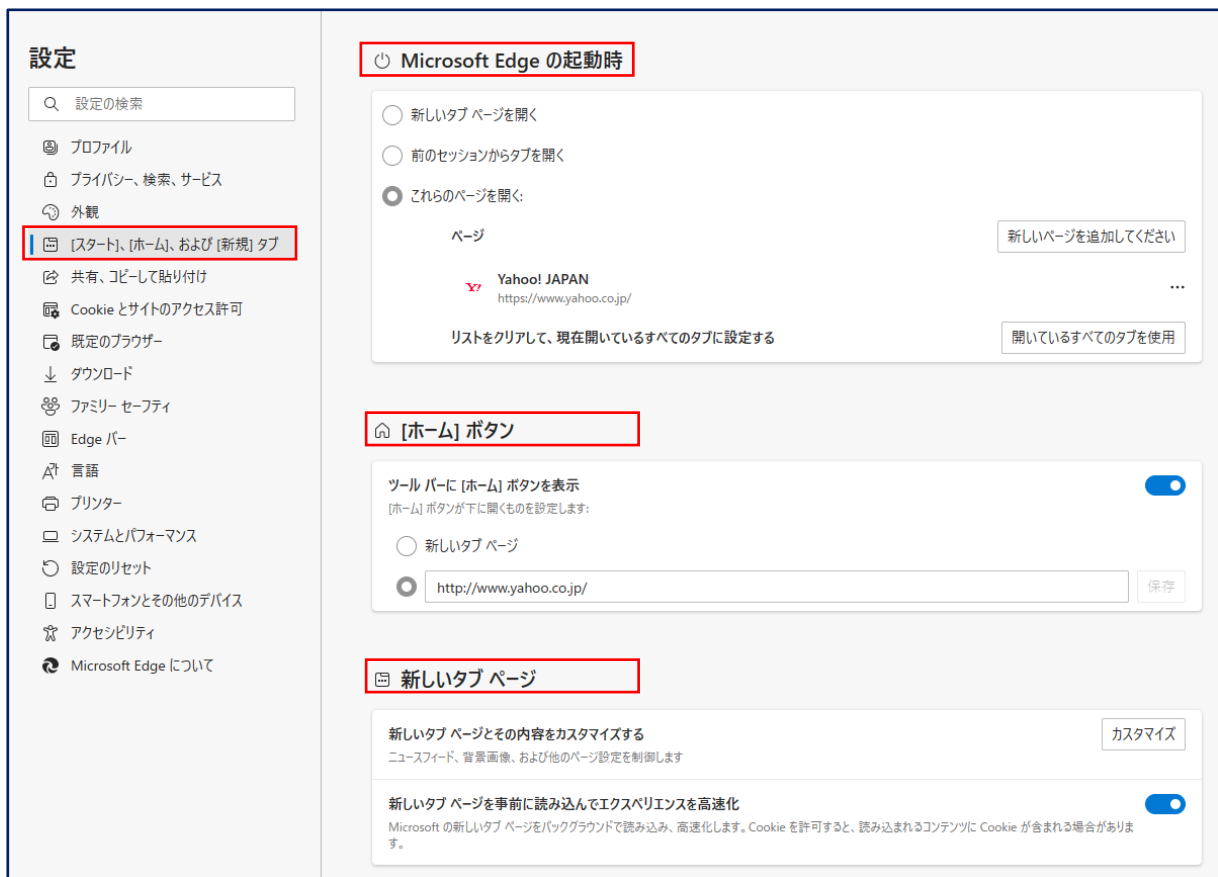 設定
設定の検索
プロファイル
プライバシー、検索、サービス
外観
[スタート]、[ホーム]、および [新規] タブ
共有、コピーして貼り付け
Cookie とサイトのアクセス許可
既定のブラウザー
ダウンロード
ファミリー セーフティ
Edge バー
言語
プリンター
システムとパフォーマンス
設定のリセット
スマートフォンとその他のデバイス
アクセシビリティ
Microsoft Edge について
Microsoft Edge の起動時
新しいタブ ページを開く
前のセッションからタブを開く
これらのページを開く:
ページ
新しいページを追加してください
Yahoo! JAPAN
https://www.yahoo.co.jp/
リストをクリアして、現在開いているすべてのタブに設定する
開いているすべてのタブを使用
[ホーム] ボタン
ツール バーに [ホーム] ボタンを表示
[ホーム] ボタンが下に開くものを設定します:
新しいタブ ページ
http://www.yahoo.co.jp/
保存
新しいタブ ページ
新しいタブ ページとその内容をカスタマイズする
カスタマイズ
ニュースフィード、背景画像、および他のページ設定を制御します
新しいタブ ページを事前に読み込んでエクスペリエンスを高速化
Microsoft の新しいタブ ページをバックグラウンドで読み込み、高速化します。Cookie を許可すると、読み込まれるコンテンツに Cookie が含まれる場合がありま
す。